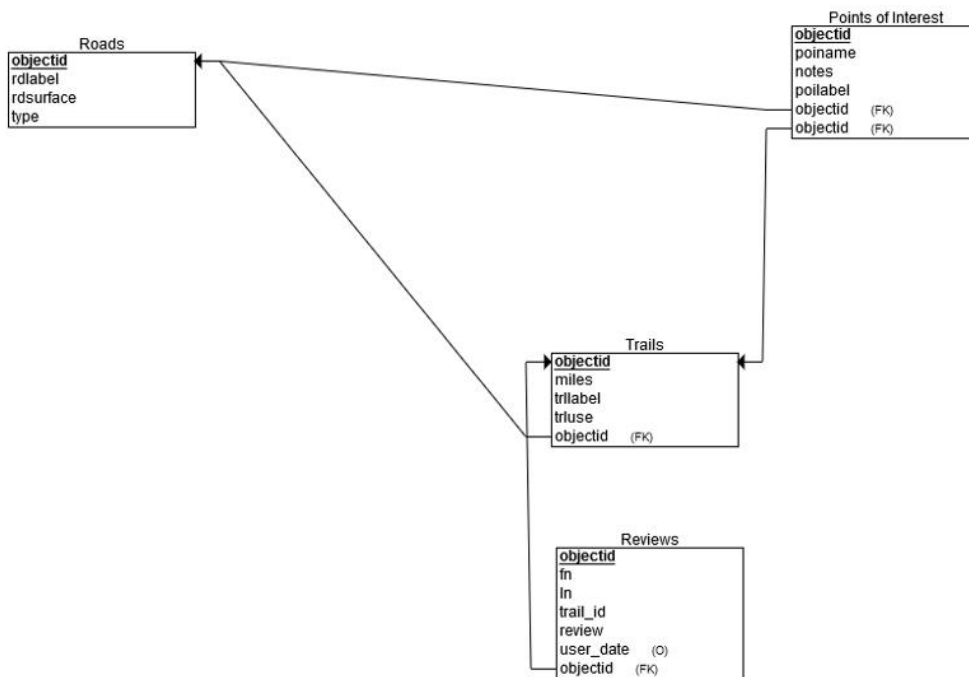 Roads
objectid
rdlabel
rdsurface
type
Points of Interest
objectid
poiname
notes
poilabel
objectid (FK)
objectid (FK)
Trails
objectid
miles
trllabel
trluse
objectid (FK)
Reviews
objectid
fn
ln
trail_id
review
user_date (O)
objectid (FK)